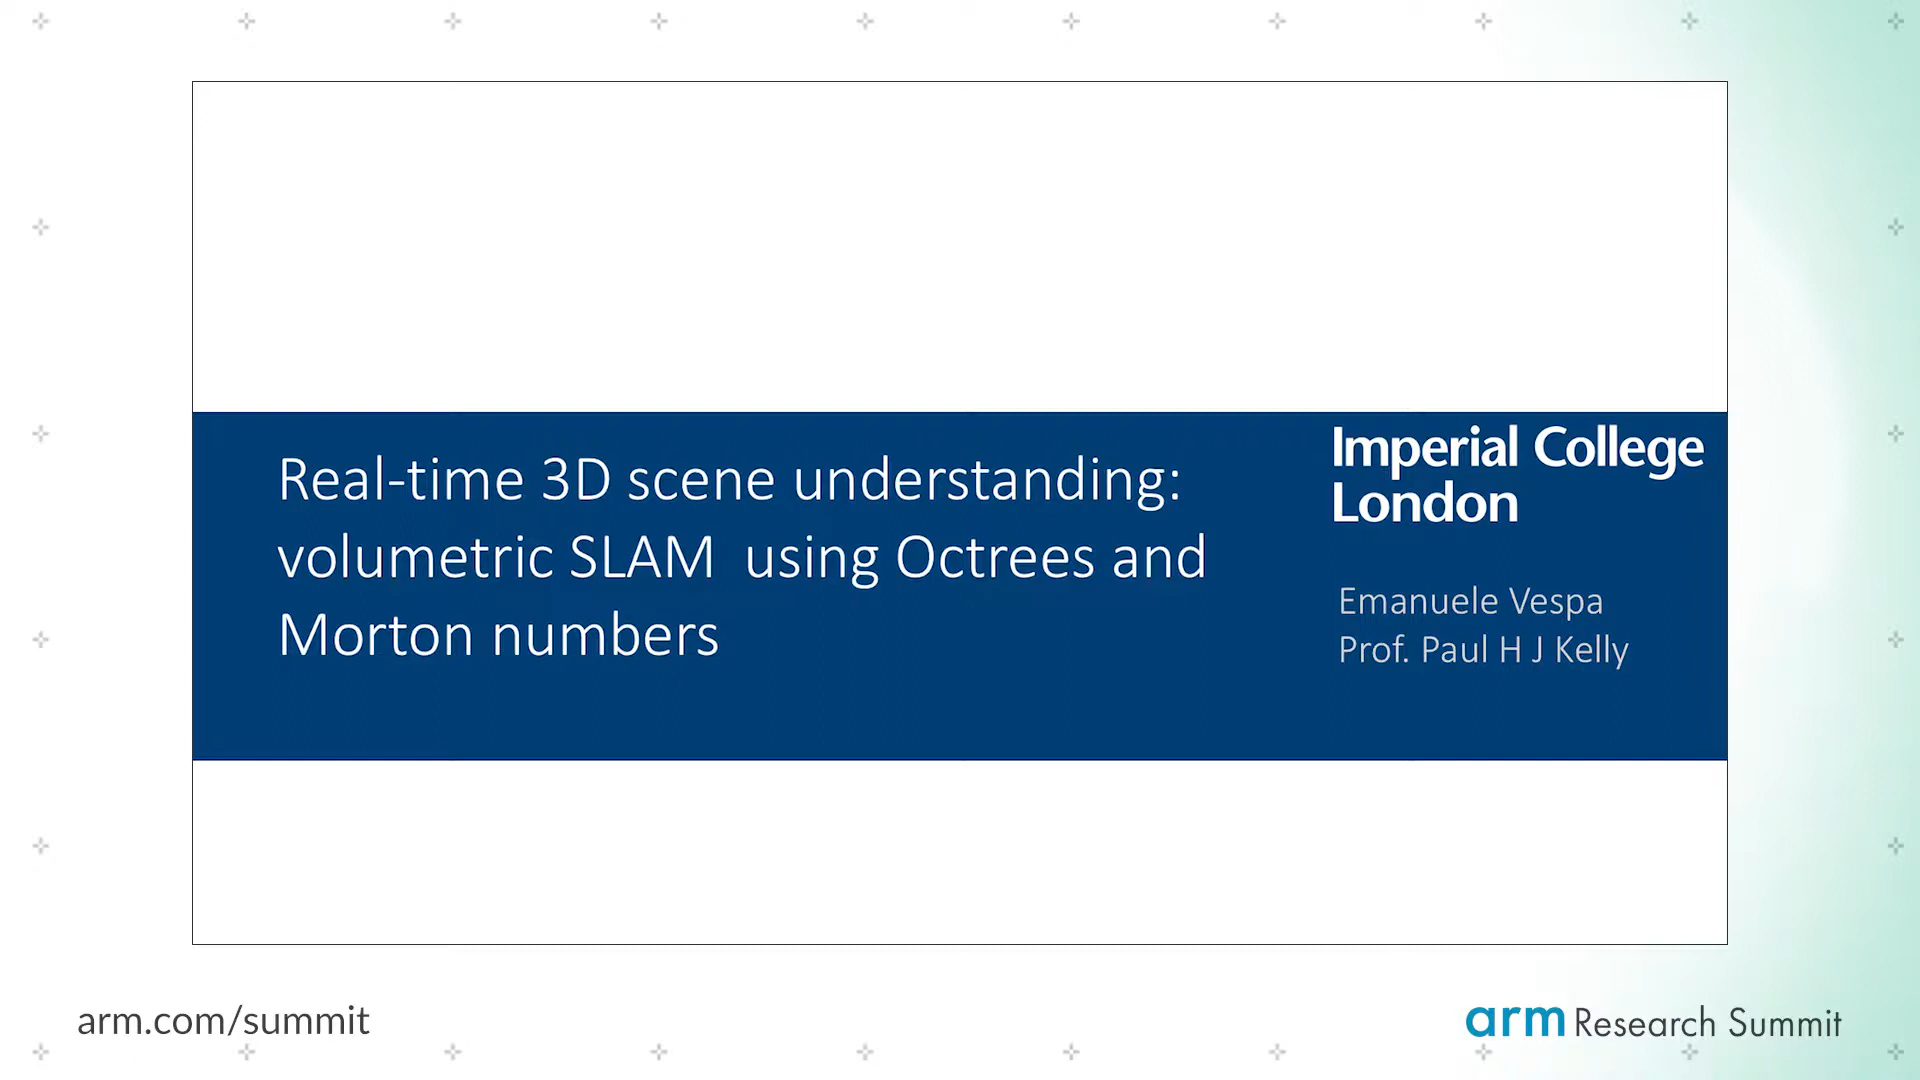 Real-time 3D scene understanding:
volumetric SLAM using Octrees and
Morton numbers
Imperial College
London
Emanuele Vespa
Prof. Paul H J Kelly
arm.com/summit
arm Research Summit